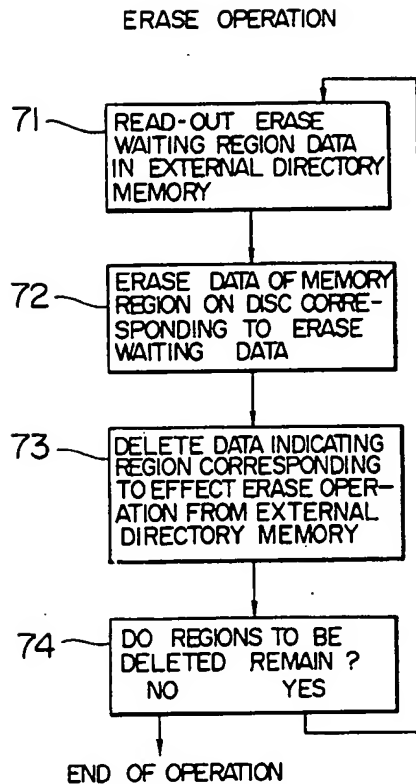 ERASE OPERATION
71
READ-OUT ERASE
WAITING REGION DATA
IN EXTERNAL DIRECTORY
MEMORY
72
ERASE DATA OF MEMORY
REGION ON DISC CORRE-
SPONDING TO ERASE
WAITING DATA
73
DELETE DATA INDICATING
REGION CORRESPONDING
TO EFFECT ERASE OPER-
ATION FROM EXTERNAL
DIRECTORY MEMORY
74
DO REGIONS TO BE
DELETED REMAIN ?
NO YES
END OF OPERATION